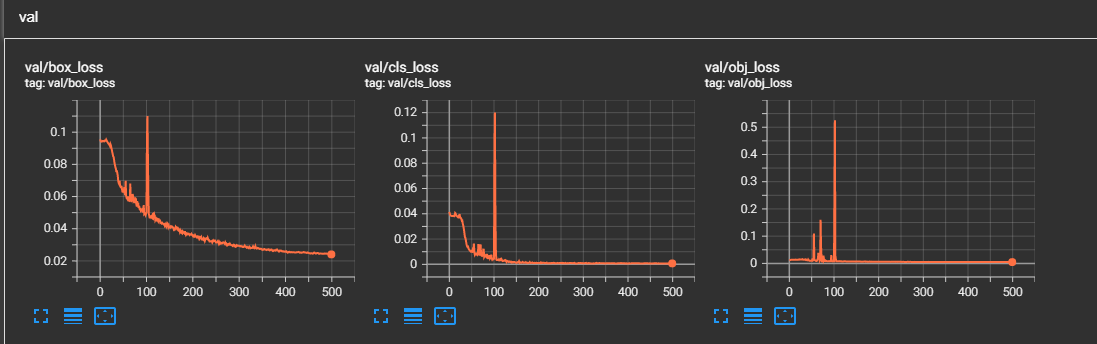 val
val/box_loss
tag: val/box_loss
0.1
0.08
0.06
0.04
0.02
0 100 200 300 400 500
val/cls_loss
tag: val/cls_loss
0.12
0.1
0.08
0.06
0.04
0.02
0
0 100 200 300 400 500
val/obj_loss
tag: val/obj_loss
0.5
0.4
0.3
0.2
0.1
0
0 100 200 300 400 500